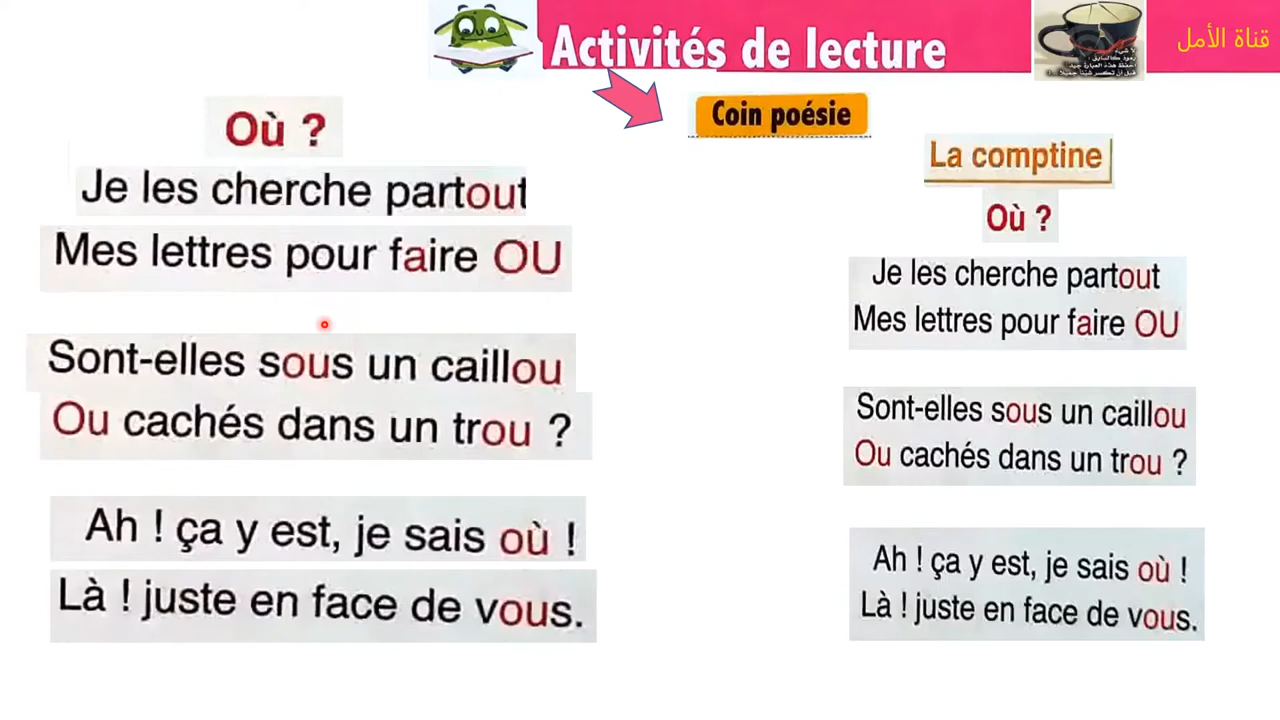 Activités de lecture
قناة الأمل
Coin poésie
Où ?
Je les cherche partout
Mes lettres pour faire OU
Sont-elles sous un caillou
Ou cachés dans un trou ?
Ah ! ça y est, je sais où !
Là ! juste en face de vous.
La comptine
Où ?
Je les cherche partout
Mes lettres pour faire OU
Sont-elles sous un caillou
Ou cachés dans un trou ?
Ah ! ça y est, je sais où !
Là ! juste en face de vous.